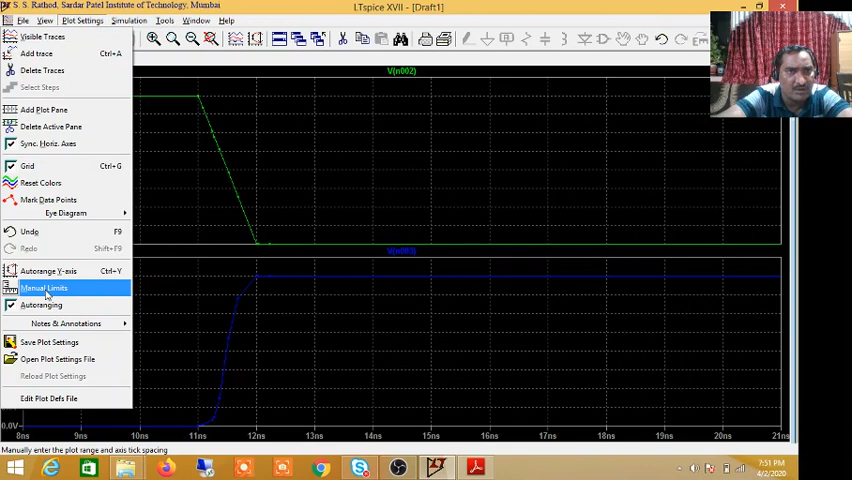 Dr. S. S. Rathod, Sardar Patel Institute of Technology, Mumbai
LTspice XVII - [Draft1]
File View Plot Settings Simulation Tools Window Help
Visible Traces
Add trace Ctrl+A
Delete Traces
Select Steps
Add Plot Pane
Delete Active Pane
Sync. Horiz. Axes
Grid Ctrl+G
Reset Colors
Mark Data Points
Eye Diagram
Undo F9
Redo Shift+F9
Autorange Y-axis Ctrl+Y
Manual Limits
Autoranging
Notes & Annotations
Save Plot Settings
Open Plot Settings File
Reload Plot Settings
Edit Plot Defs File
V(n002)
V(n003)
0.0V
8ns 9ns 10ns 11ns 12ns 13ns 14ns 15ns 16ns 17ns 18ns 19ns 20ns 21ns
Manually enter the plot range and axis tick spacing
7:51 PM
4/2/2020